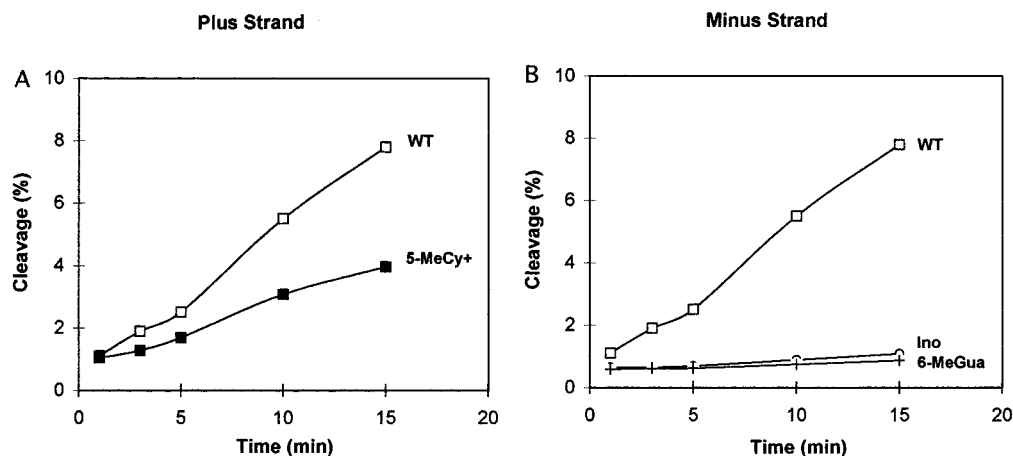 Plus Strand
Minus Strand
A
B
10
8
6
4
2
0
Cleavage (%)
WT
5-MeCy+
0
5
10
15
20
Time (min)
10
8
6
4
2
0
Cleavage (%)
WT
Ino
6-MeGua
0
5
10
15
20
Time (min)